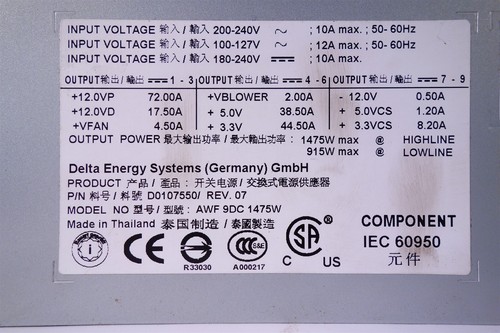 INPUT VOLTAGE 输入 / 輸入 200-240V ~ ; 10A max. ; 50- 60Hz
INPUT VOLTAGE 输入 / 輸入 100-127V ~ ; 12A max. ; 50- 60Hz
INPUT VOLTAGE 输入 / 輸入 180-240V ⎓ ; 10A max.
OUTPUT输出/輸出 ⎓ 1 - 3 OUTPUT输出/輸出 ⎓ 4 - 6 OUTPUT输出/輸出 ⎓ 7 - 9
+12.0VP 72.00A +VBLOWER 2.00A - 12.0V 0.50A
+12.0VD 17.50A + 5.0V 38.50A + 5.0VCS 1.20A
+VFAN 4.50A + 3.3V 44.50A + 3.3VCS 8.20A
OUTPUT POWER最大输出功率 / 最大輸出功率 : 1475W max @ HIGHLINE
915W max @ LOWLINE
Delta Energy Systems (Germany) GmbH
PRODUCT 产品 / 產品 : 开关电源 / 交換式電源供應器
P/N 料号 / 料號 D0107550/ REV. 07
MODEL NO 型号 / 型號 : AWF 9DC 1475W
Made in Thailand 泰国制造 / 泰國製造
COMPONENT
IEC 60950
元件
i
CE
R33030
CCC S&E
A000217
SA
C US